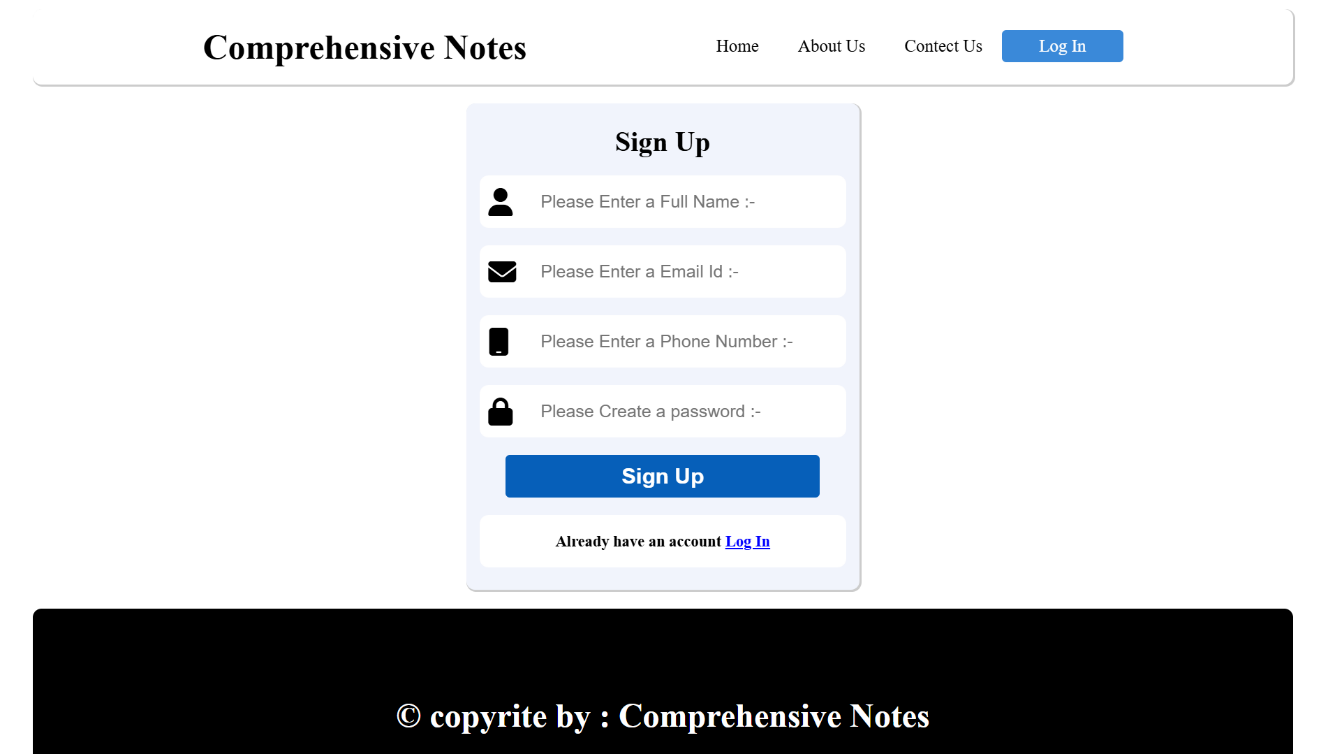 Comprehensive Notes
Home About Us Contect Us Log In
Sign Up
Please Enter a Full Name :-
Please Enter a Email Id :-
Please Enter a Phone Number :-
Please Create a password :-
Sign Up
Already have an account Log In
© copyrite by : Comprehensive Notes